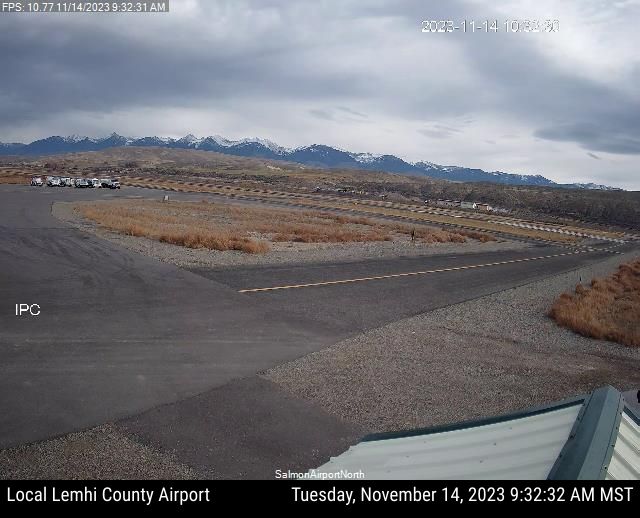 FPS: 10.77 11/14/2023 9:32:31 AM
2023-11-14 10:32:30
IPC
SalmonAirportNorth
Local Lemhi County Airport Tuesday, November 14, 2023 9:32:32 AM MST